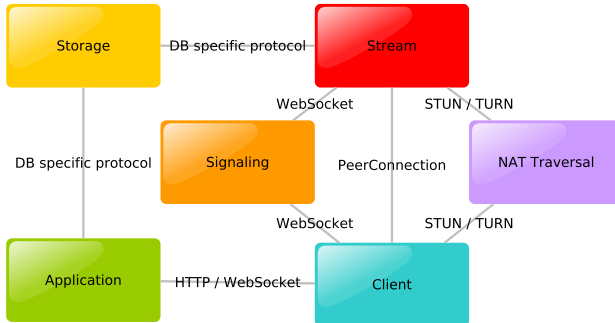 Storage
DB specific protocol
Stream
WebSocket
STUN / TURN
DB specific protocol
Signaling
PeerConnection
NAT Traversal
WebSocket
STUN / TURN
Application
HTTP / WebSocket
Client